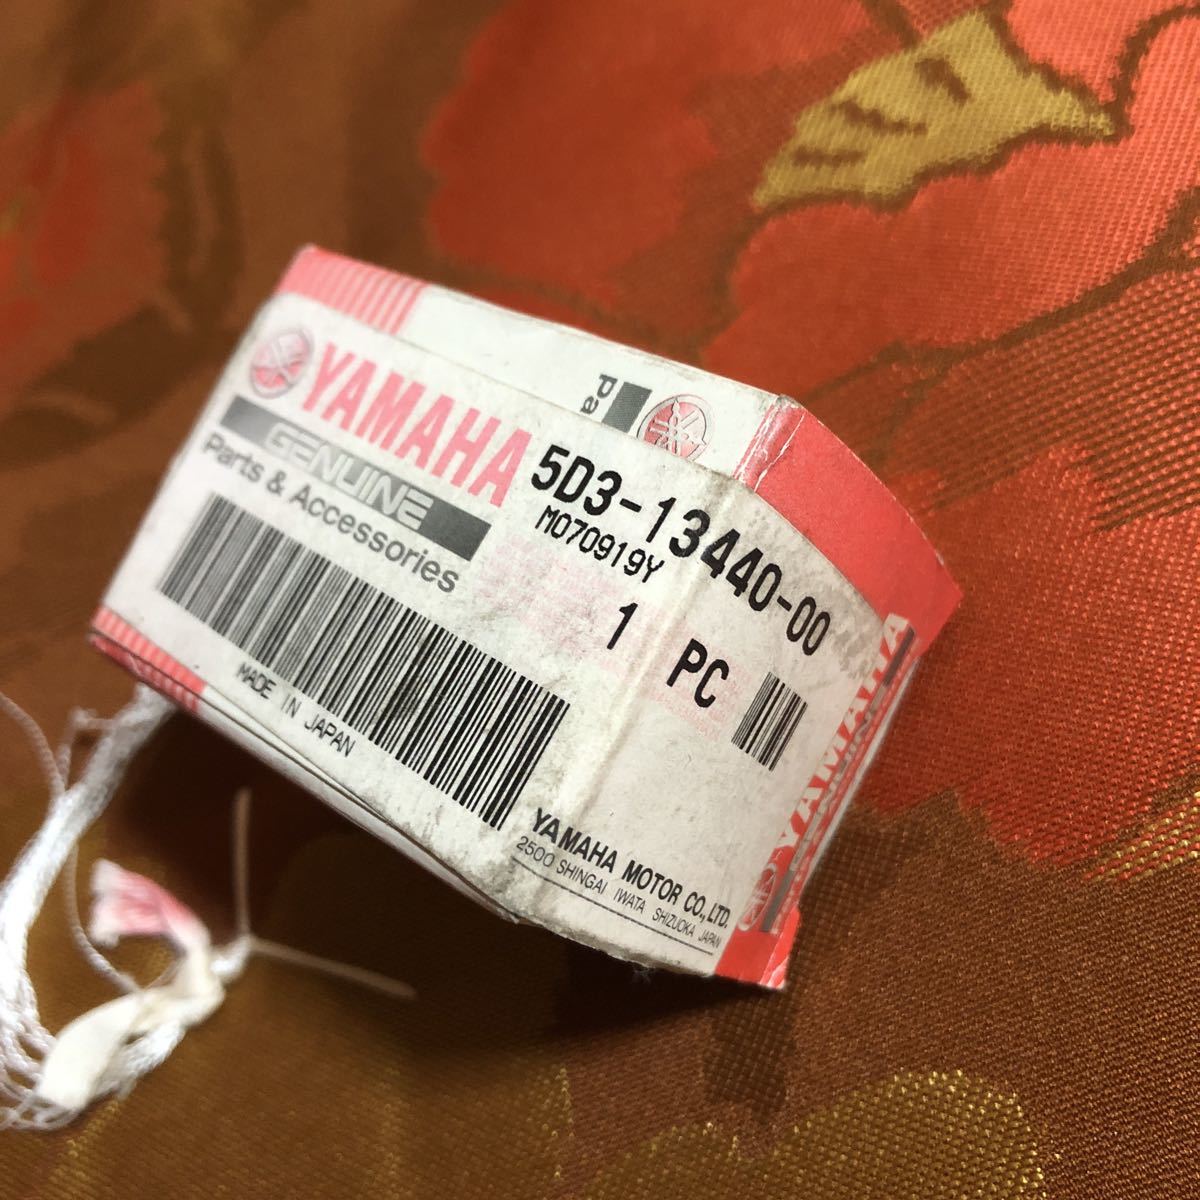 YAMAHA
GENUINE
Parts & Accessories
5D3-13440-00
M070919Y
1 PC
MADE IN JAPAN
YAMAHA MOTOR CO.,LTD.
2500 SHINGAI IWATA SHIZUOKA JAPAN
Pa
YAMAHA